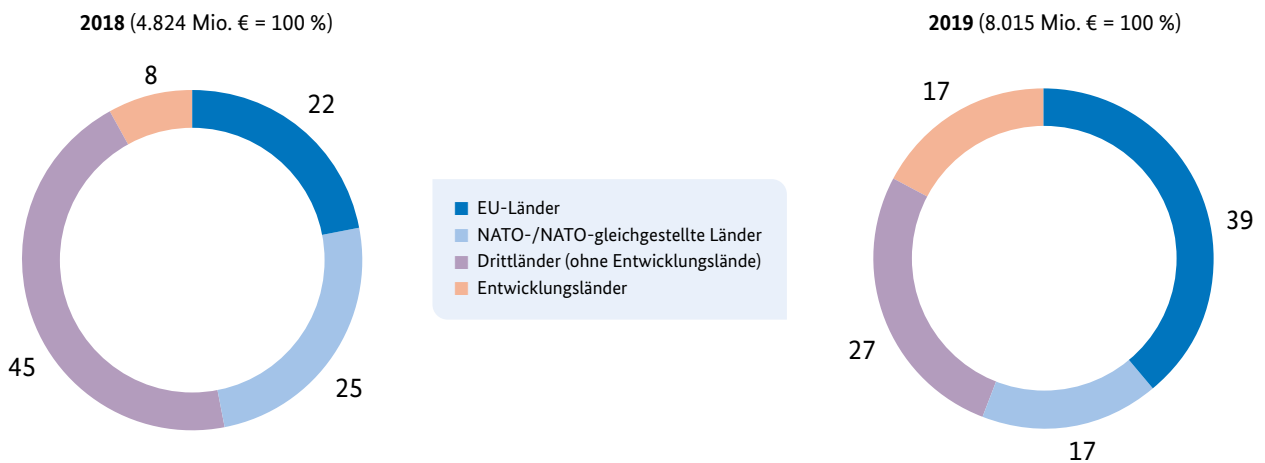 2018 (4.824 Mio. € = 100 %)
8
22
45
25
EU-Länder
NATO-/NATO-gleichgestellte Länder
Drittländer (ohne Entwicklungslände)
Entwicklungsländer
2019 (8.015 Mio. € = 100 %)
17
39
27
17